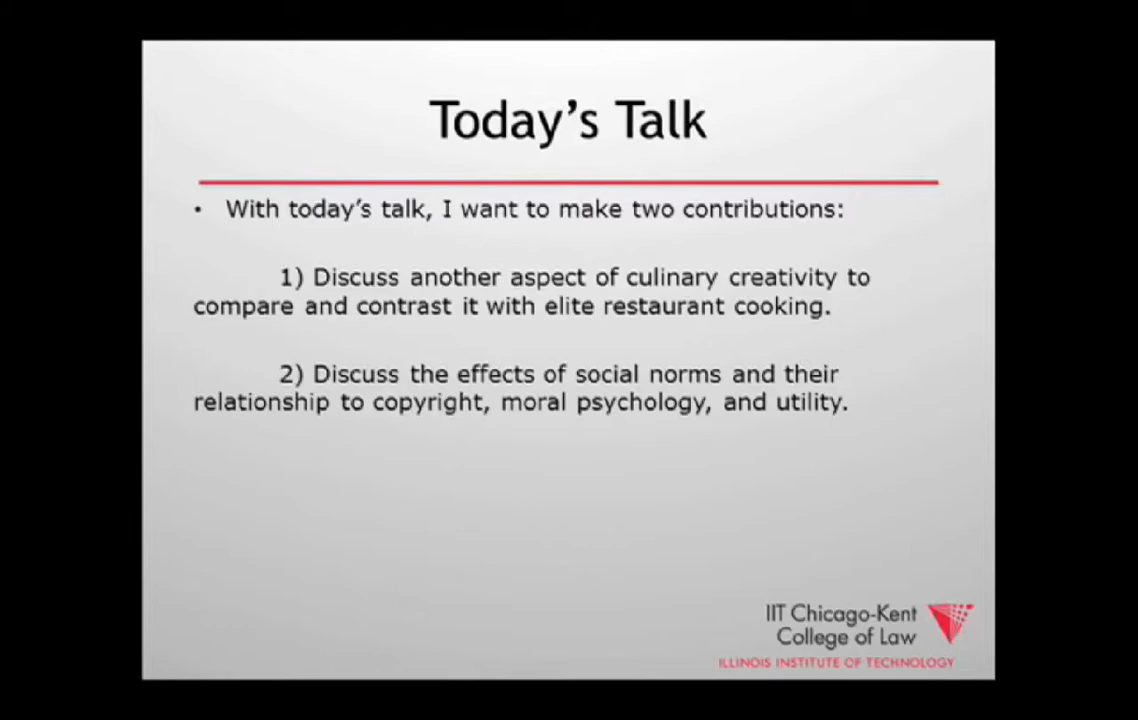 Today's Talk
• With today's talk, I want to make two contributions:
1) Discuss another aspect of culinary creativity to
compare and contrast it with elite restaurant cooking.
2) Discuss the effects of social norms and their
relationship to copyright, moral psychology, and utility.
IIT Chicago-Kent
College of Law
ILLINOIS INSTITUTE OF TECHNOLOGY